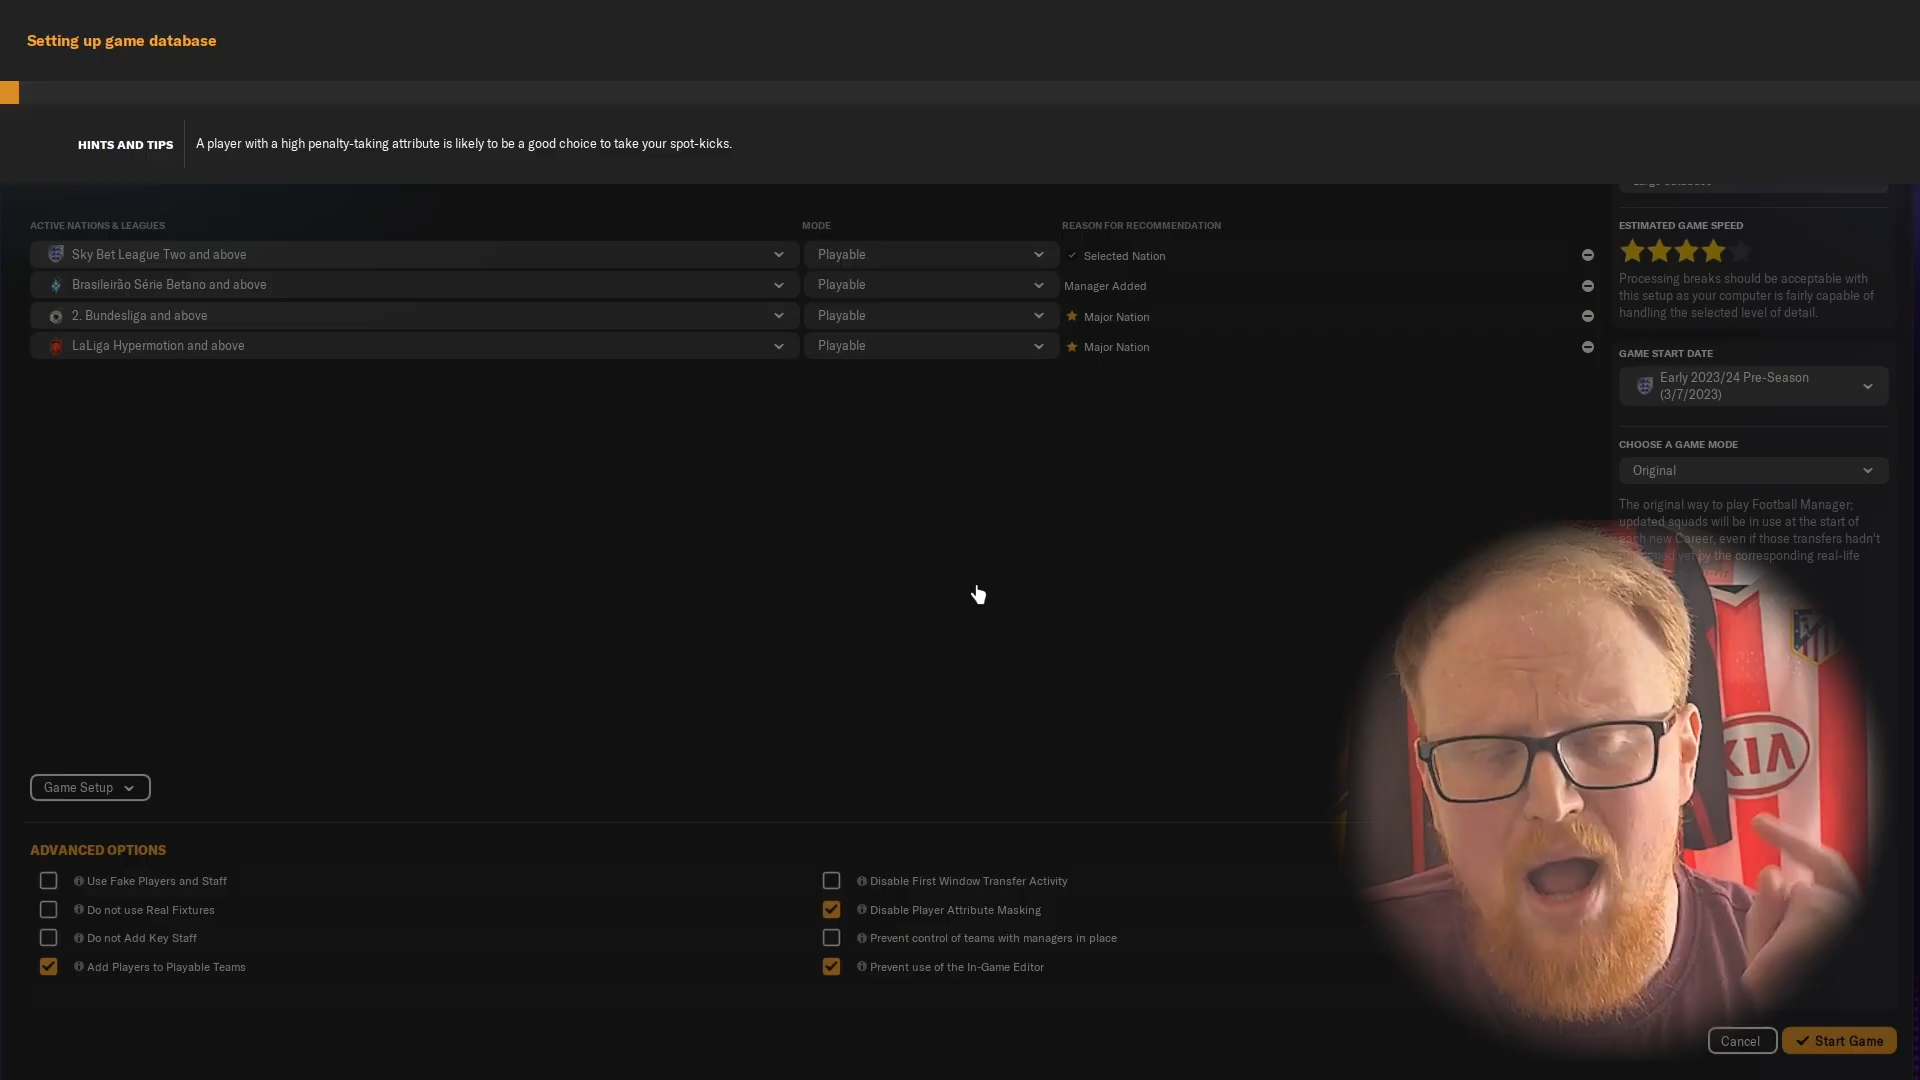 Setting up game database
HINTS AND TIPS
A player with a high penalty-taking attribute is likely to be a good choice to take your spot-kicks.
ACTIVE NATIONS & LEAGUES
MODE
REASON FOR RECOMMENDATION
Sky Bet League Two and above
Playable
Selected Nation
Brasileirão Série Betano and above
Playable
Manager Added
2. Bundesliga and above
Playable
Major Nation
LaLiga Hypermotion and above
Playable
Major Nation
ESTIMATED GAME SPEED
Processing breaks should be acceptable with
this setup as your computer is fairly capable of
handling the selected level of detail.
GAME START DATE
Early 2023/24 Pre-Season
(3/7/2023)
CHOOSE A GAME MODE
Original
The original way to play Football Manager;
updated squads will be in use at the start of
each new Career, even if those transfers hadn't
yet by the corresponding real-life
KIA
Game Setup
ADVANCED OPTIONS
Use Fake Players and Staff
Do not use Real Fixtures
Do not Add Key Staff
Add Players to Playable Teams
Disable First Window Transfer Activity
Disable Player Attribute Masking
Prevent control of teams with managers in place
Prevent use of the In-Game Editor
Cancel
Start Game